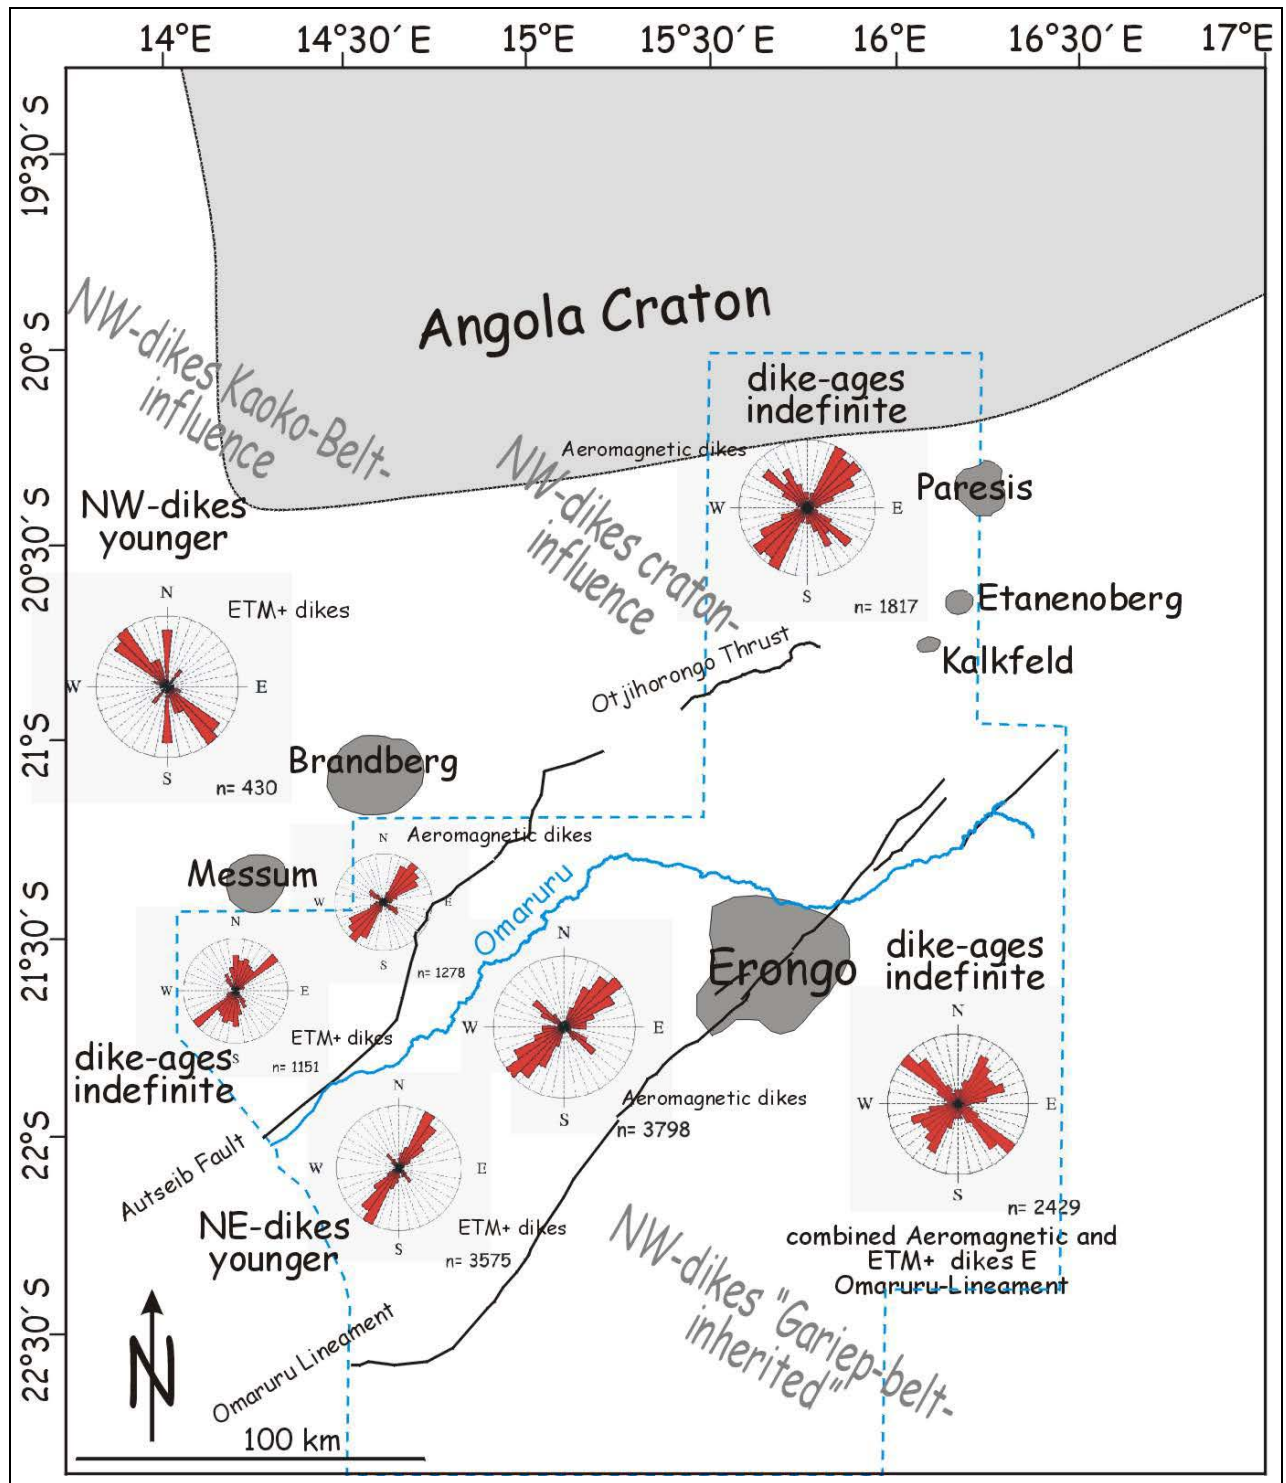 14°E 14°30´E 15°E 15°30´E 16°E 16°30´E 17°E
19°30´S
20°S
20°30´S
21°S
21°30´S
22°S
22°30´S
Angola Craton
NW-dikes Kaoko-Belt-
influence
NW-dikes craton-
influence
dike-ages
indefinite
Aeromagnetic dikes
W E
S
n= 1817
Paresis
Etanenoberg
Kalkfeld
NW-dikes
younger
ETM+ dikes
N
W E
S
n= 430
Otjihorongo Thrust
Brandberg
Aeromagnetic dikes
N
W E
S
n= 1278
Messum
N
W E
S
ETM+ dikes
n= 1151
dike-ages
indefinite
Omaruru
N
W E
S
Aeromagnetic dikes
n= 3798
Erongo
dike-ages
indefinite
N
W E
S
n= 2429
combined Aeromagnetic and
ETM+ dikes E
Omaruru-Lineament
Autseib Fault
N
W E
S
ETM+ dikes
n= 3575
NE-dikes
younger
NW-dikes "Gariep-belt-
inherited"
Omaruru Lineament
N
100 km